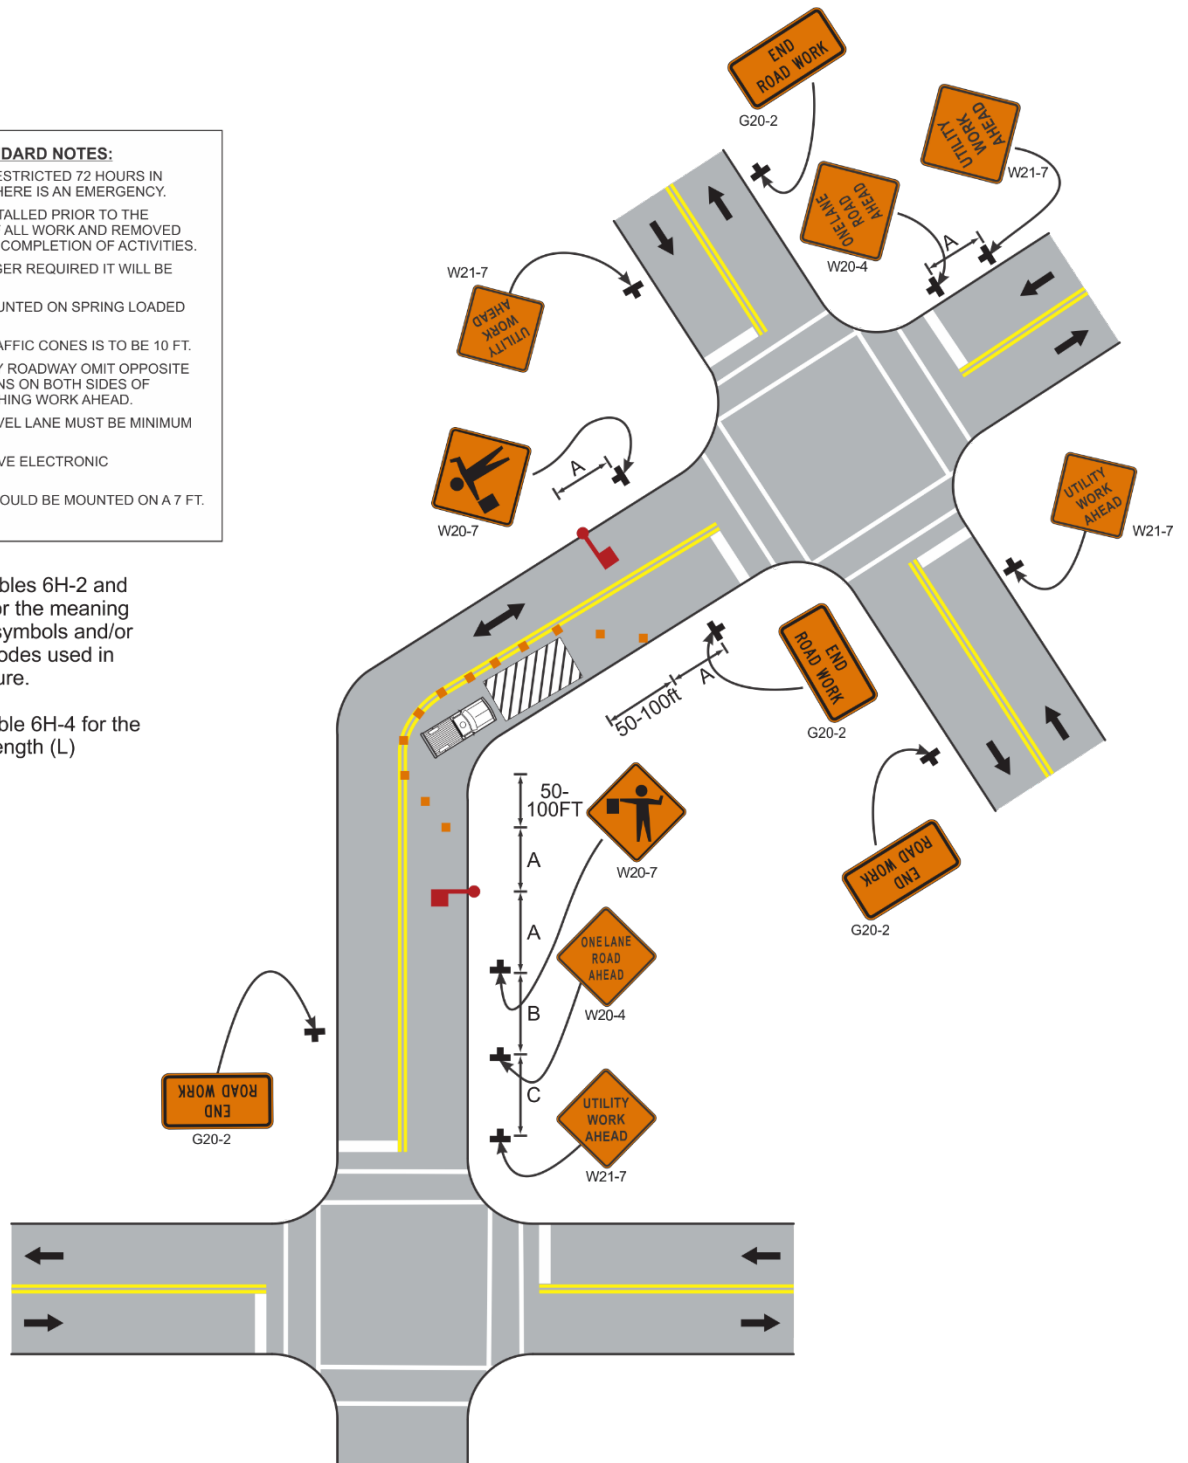 DARD NOTES:
ESTRICTED 72 HOURS IN
HERE IS AN EMERGENCY.
TALLED PRIOR TO THE
F ALL WORK AND REMOVED
COMPLETION OF ACTIVITIES.
GER REQUIRED IT WILL BE
UNTED ON SPRING LOADED
AFFIC CONES IS TO BE 10 FT.
Y ROADWAY OMIT OPPOSITE
NS ON BOTH SIDES OF
HING WORK AHEAD.
VEL LANE MUST BE MINIMUM
VE ELECTRONIC
OULD BE MOUNTED ON A 7 FT.
bles 6H-2 and
or the meaning
symbols and/or
odes used in
ure.
ble 6H-4 for the
ength (L)
END
ROAD WORK
G20-2
UTILITY
WORK
AHEAD
W21-7
ONE LANE
ROAD
AHEAD
W20-4
A
W21-7
UTILITY
WORK
AHEAD
A
W20-7
UTILITY
WORK
AHEAD
W21-7
END
ROAD WORK
G20-2
A
50-100ft
50-
100FT
W20-7
A
A
ONE LANE
ROAD
AHEAD
W20-4
B
C
UTILITY
WORK
AHEAD
W21-7
END
ROAD WORK
G20-2
END
ROAD WORK
G20-2